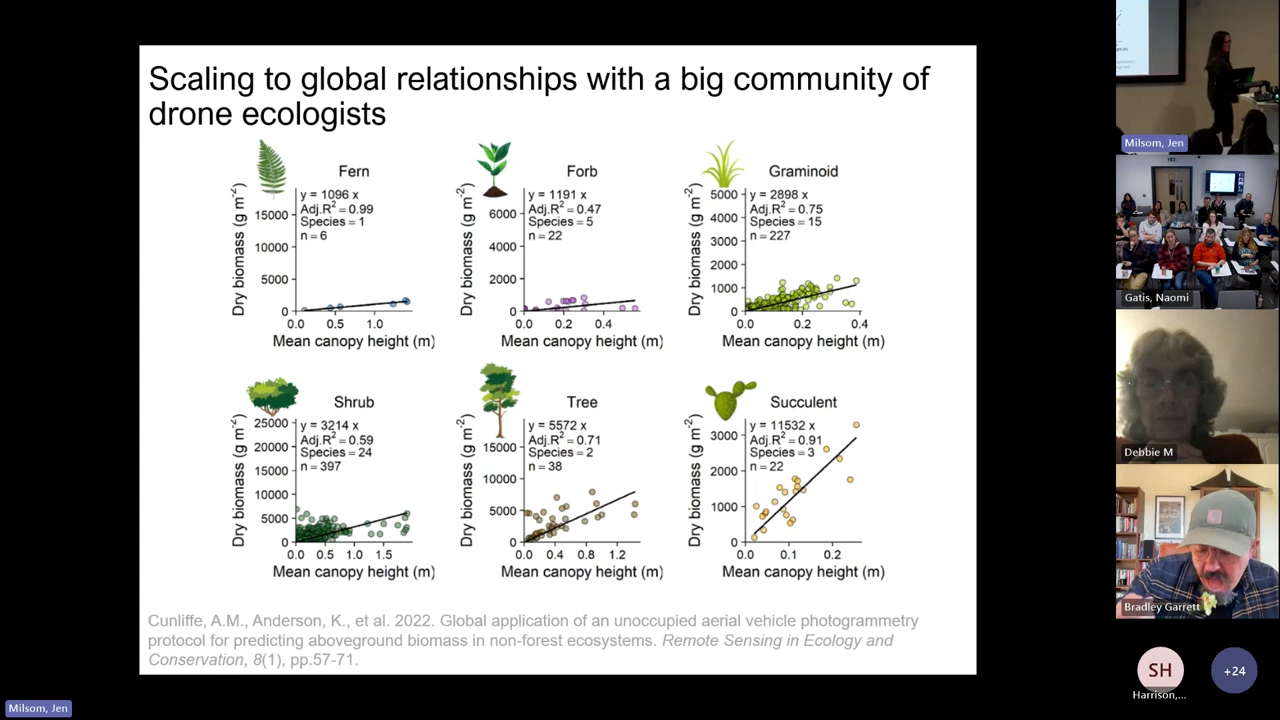 Scaling to global relationships with a big community of
drone ecologists
Fern
y = 1096 x
Adj.R² = 0.99
Species = 1
n = 6
Dry biomass (g m⁻²)
15000
10000
5000
0
0.0 0.5 1.0
Mean canopy height (m)
Forb
y = 1191 x
Adj.R² = 0.47
Species = 5
n = 22
Dry biomass (g m⁻²)
6000
4000
2000
0
0.0 0.2 0.4
Mean canopy height (m)
Graminoid
y = 2898 x
Adj.R² = 0.75
Species = 15
n = 227
Dry biomass (g m⁻²)
5000
4000
3000
2000
1000
0
0.0 0.2 0.4
Mean canopy height (m)
Shrub
y = 3214 x
Adj.R² = 0.59
Species = 24
n = 397
Dry biomass (g m⁻²)
25000
20000
15000
10000
5000
0
0.0 0.5 1.0 1.5
Mean canopy height (m)
Tree
y = 5572 x
Adj.R² = 0.71
Species = 2
n = 38
Dry biomass (g m⁻²)
15000
10000
5000
0
0.0 0.4 0.8 1.2
Mean canopy height (m)
Succulent
y = 11532 x
Adj.R² = 0.91
Species = 3
n = 22
Dry biomass (g m⁻²)
3000
2000
1000
0
0.0 0.1 0.2
Mean canopy height (m)
Cunliffe, A.M., Anderson, K., et al. 2022. Global application of an unoccupied aerial vehicle photogrammetry
protocol for predicting aboveground biomass in non-forest ecosystems. Remote Sensing in Ecology and
Conservation, 8(1), pp.57-71.
Milsom, Jen
Milsom, Jen
Gatis, Naomi
Debbie M
Bradley Garrett
SH
Harrison,...
+24